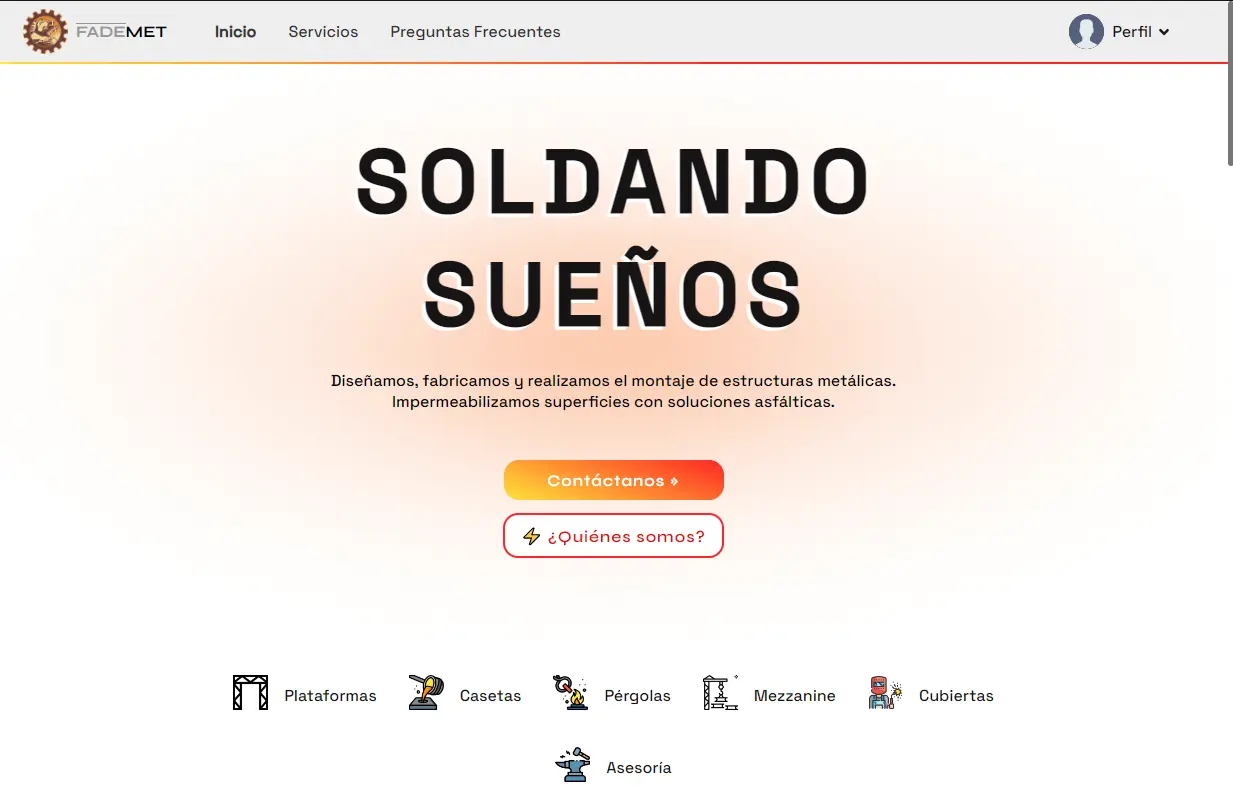 FADEMET
Inicio
Servicios
Preguntas Frecuentes
Perfil
SOLDANDO
SUEÑOS
Diseñamos, fabricamos y realizamos el montaje de estructuras metálicas.
Impermeabilizamos superficies con soluciones asfálticas.
Contáctanos »
⚡ ¿Quiénes somos?
Plataformas
Casetas
Pérgolas
Mezzanine
Cubiertas
Asesoría